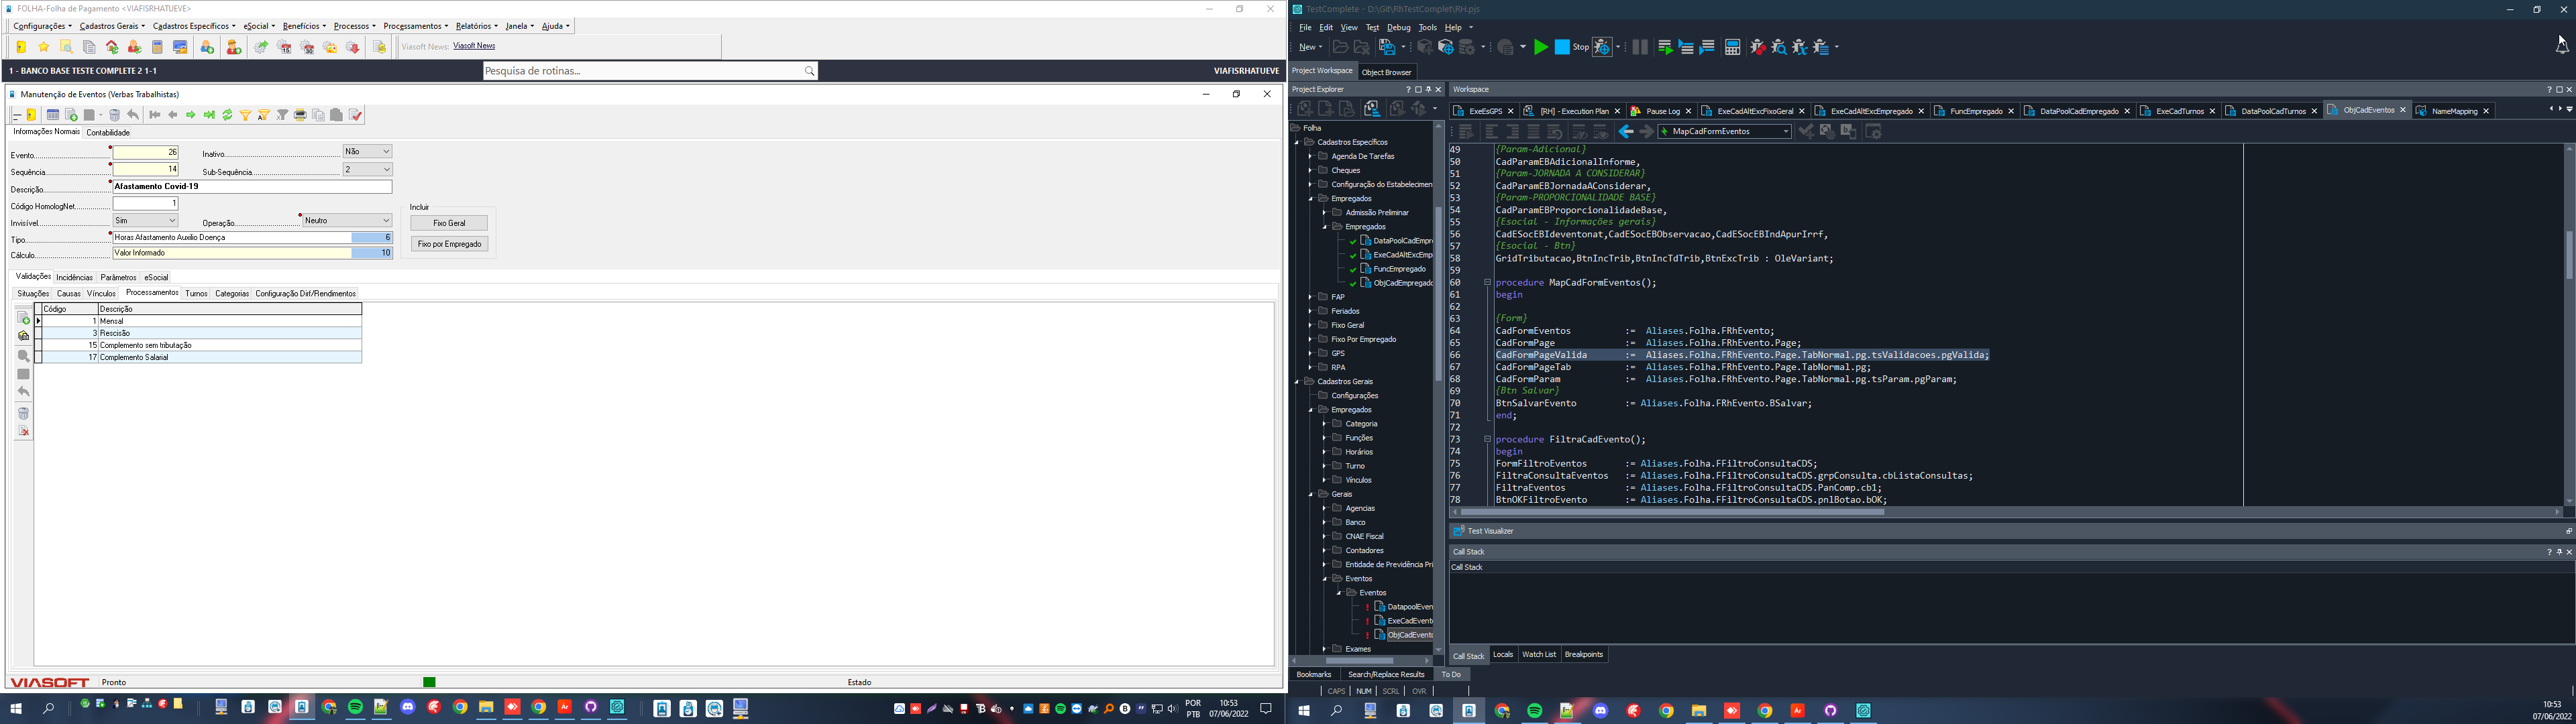 FOLHA-Folha de Pagamento <VIAFISRHATUEVE>
Configurações Cadastros Gerais Cadastros Específicos eSocial Benefícios Processos Processamentos Relatórios Janela Ajuda
Viasoft News: Viasoft News
1 - BANCO BASE TESTE COMPLETE 2 1-1
Pesquisa de rotinas...
VIAFISRHATUEVE
Manutenção de Eventos (Verbas Trabalhistas)
Informações Normais Contabilidade
Evento 26 Inativo Não
Sequência 14 Sub-Sequência 2
Descrição Afastamento Covid-19
Código HomologNet 1
Invisível Sim Operação Neutro
Tipo Horas Afastamento Auxilio Doença 6
Cálculo Valor Informado 10
Incluir
Fixo Geral
Fixo por Empregado
Validações Incidências Parâmetros eSocial
Situações Causas Vínculos Processamentos Turnos Categorias Configuração Dirf/Rendimentos
Código Descrição
1 Mensal
3 Rescisão
15 Complemento sem tributação
17 Complemento Salarial
VIASOFT Pronto Estado
POR
PTB
10:53
07/06/2022
TestComplete - D:\Git\RhTestComplet\RH.pjs
File Edit View Test Debug Tools Help
New Stop
Project Workspace Object Browser
Project Explorer
Folha
Cadastros Específicos
Agenda De Tarefas
Cheques
Configuração do Estabelecimen
Empregados
Admissão Preliminar
Empregados
DataPoolCadEmpre
ExeCadAltExcEmp
FuncEmpregado
ObjCadEmpregado
FAP
Feriados
Fixo Geral
Fixo Por Empregado
GPS
RPA
Cadastros Gerais
Configurações
Empregados
Categoria
Funções
Horários
Turno
Vínculos
Gerais
Agencias
Banco
CNAE Fiscal
Contadores
Entidade de Previdência Pri
Eventos
Eventos
DatapoolEven
ExeCadEvento
ObjCadEvento
Exames
Bookmarks Search/Replace Results To Do
Workspace
ExeEsGPS [RH] - Execution Plan Pause Log ExeCadAltExcFixoGeral ExeCadAltExcEmpregado FuncEmpregado DataPoolCadEmpregado ExeCadTurnos DataPoolCadTurnos ObjCadEventos NameMapping
MapCadFormEventos
49 {Param-Adicional}
50 CadParamEBAdicionalInforme,
51 {Param-JORNADA A CONSIDERAR}
52 CadParamEBJornadaAConsiderar,
53 {Param-PROPORCIONALIDADE BASE}
54 CadParamEBProporcionalidadeBase,
55 {Esocial - Informações gerais}
56 CadESocEBIdeventonat,CadESocEBObservacao,CadESocEBIndApurIrrf,
57 {Esocial - Btn}
58 GridTributacao,BtnIncTrib,BtnIncTdTrib,BtnExcTrib : OleVariant;
59
60 procedure MapCadFormEventos();
61 begin
62
63 {Form}
64 CadFormEventos := Aliases.Folha.FRhEvento;
65 CadFormPage := Aliases.Folha.FRhEvento.Page;
66 CadFormPageValida := Aliases.Folha.FRhEvento.Page.TabNormal.pg.tsValidacoes.pgValida;
67 CadFormPageTab := Aliases.Folha.FRhEvento.Page.TabNormal.pg;
68 CadFormParam := Aliases.Folha.FRhEvento.Page.TabNormal.pg.tsParam.pgParam;
69 {Btn Salvar}
70 BtnSalvarEvento := Aliases.Folha.FRhEvento.BSalvar;
71 end;
72
73 procedure FiltraCadEvento();
74 begin
75 FormFiltroEventos := Aliases.Folha.FFiltroConsultaCDS;
76 FiltraConsultaEventos := Aliases.Folha.FFiltroConsultaCDS.grpConsulta.cbListaConsultas;
77 FiltraEventos := Aliases.Folha.FFiltroConsultaCDS.PanComp.cb1;
78 BtnOKFiltroEvento := Aliases.Folha.FFiltroConsultaCDS.pnlBotao.bOK;
Test Visualizer
Call Stack
Call Stack
Call Stack Locals Watch List Breakpoints
CAPS NUM SCRL OVR
10:53
07/06/2022